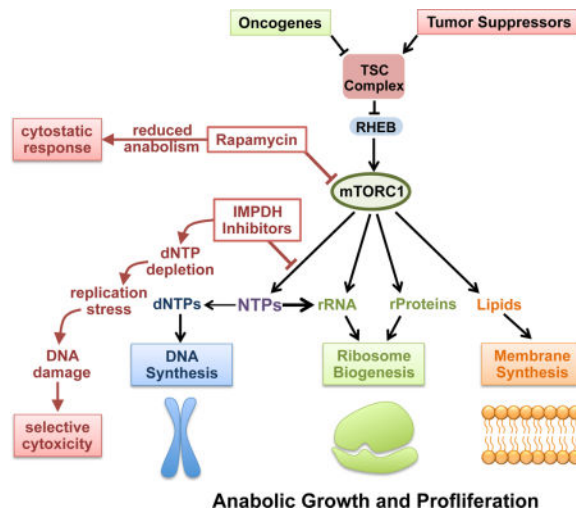 Oncogenes
Tumor Suppressors
TSC
Complex
RHEB
cytostatic
response
reduced
anabolism
Rapamycin
mTORC1
IMPDH
Inhibitors
dNTP
depletion
replication
stress
dNTPs
NTPs
rRNA
rProteins
Lipids
DNA
damage
DNA
Synthesis
Ribosome
Biogenesis
Membrane
Synthesis
selective
cytoxicity
Anabolic Growth and Profliferation